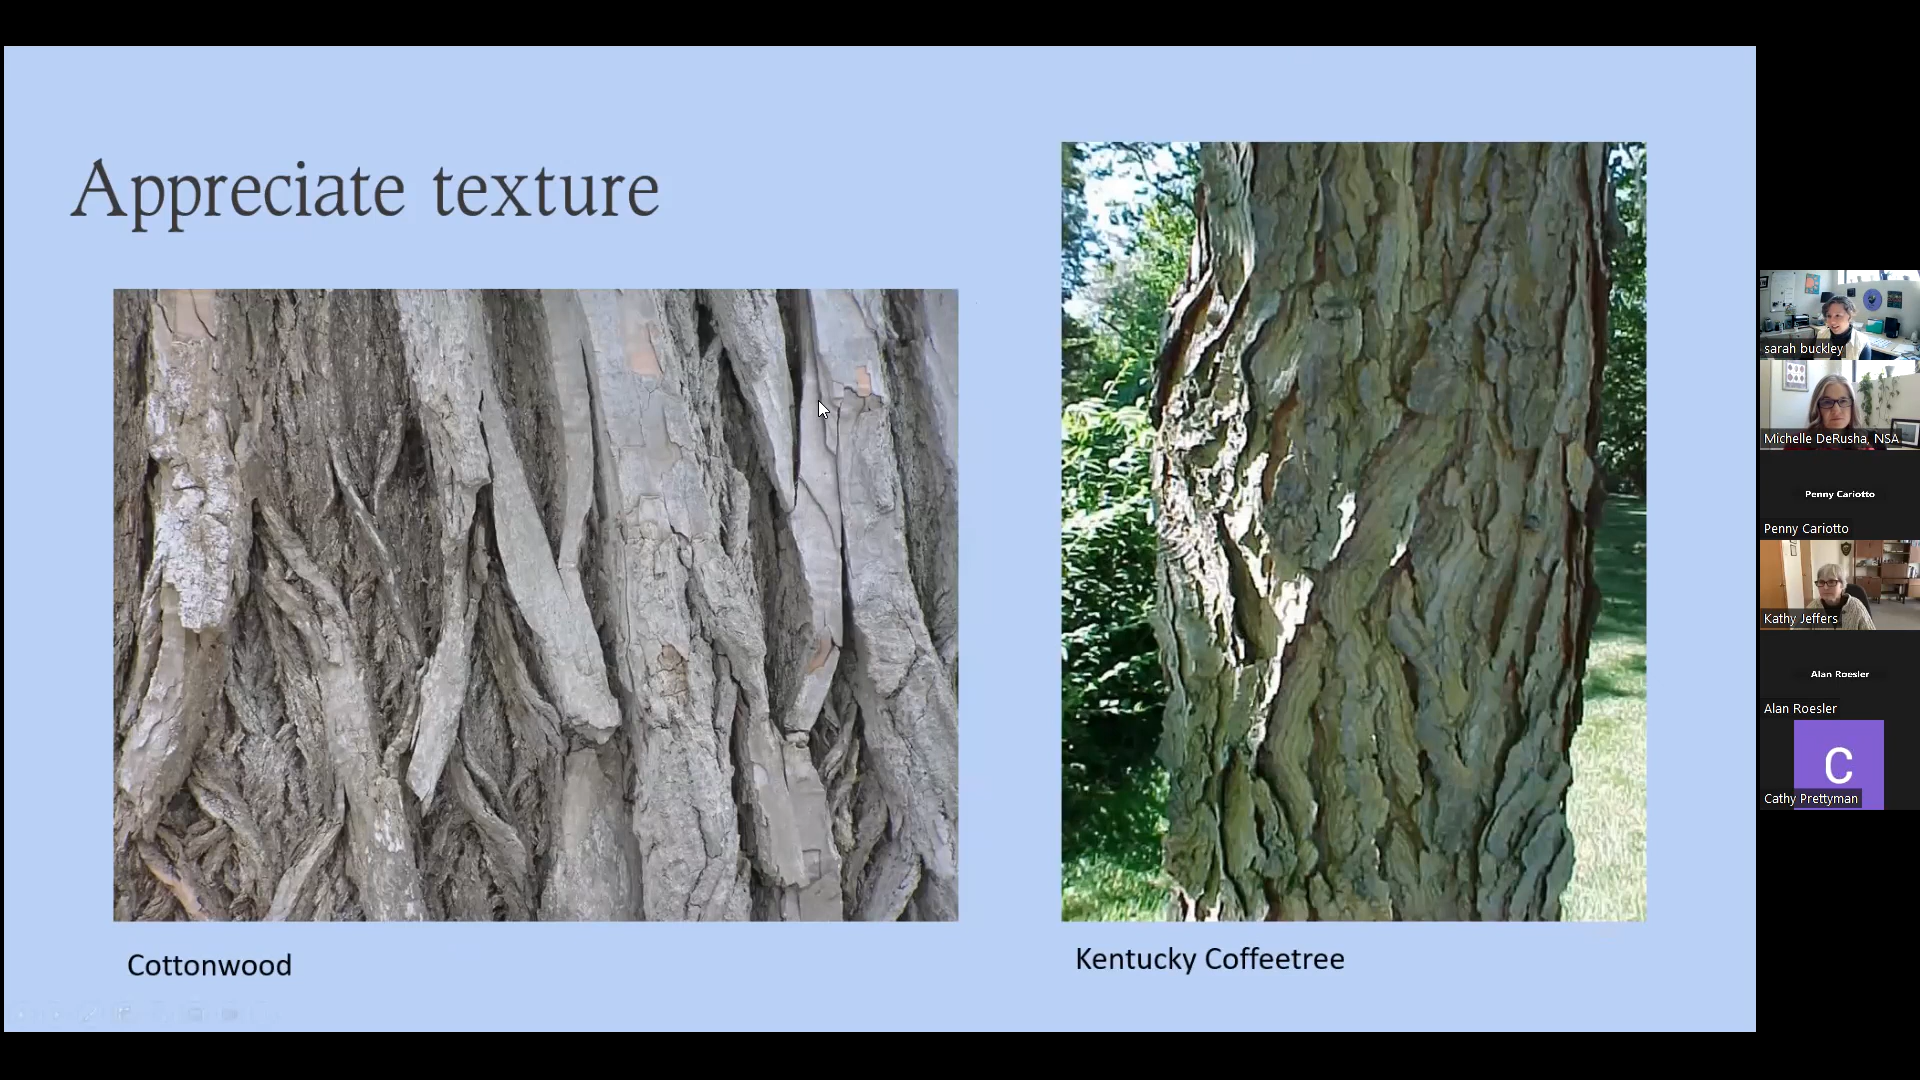 Appreciate texture
Cottonwood
Kentucky Coffeetree
sarah buckley
Michelle DeRusha, NSA
Penny Cariotto
Penny Cariotto
Kathy Jeffers
Alan Roesler
Alan Roesler
C
Cathy Prettyman